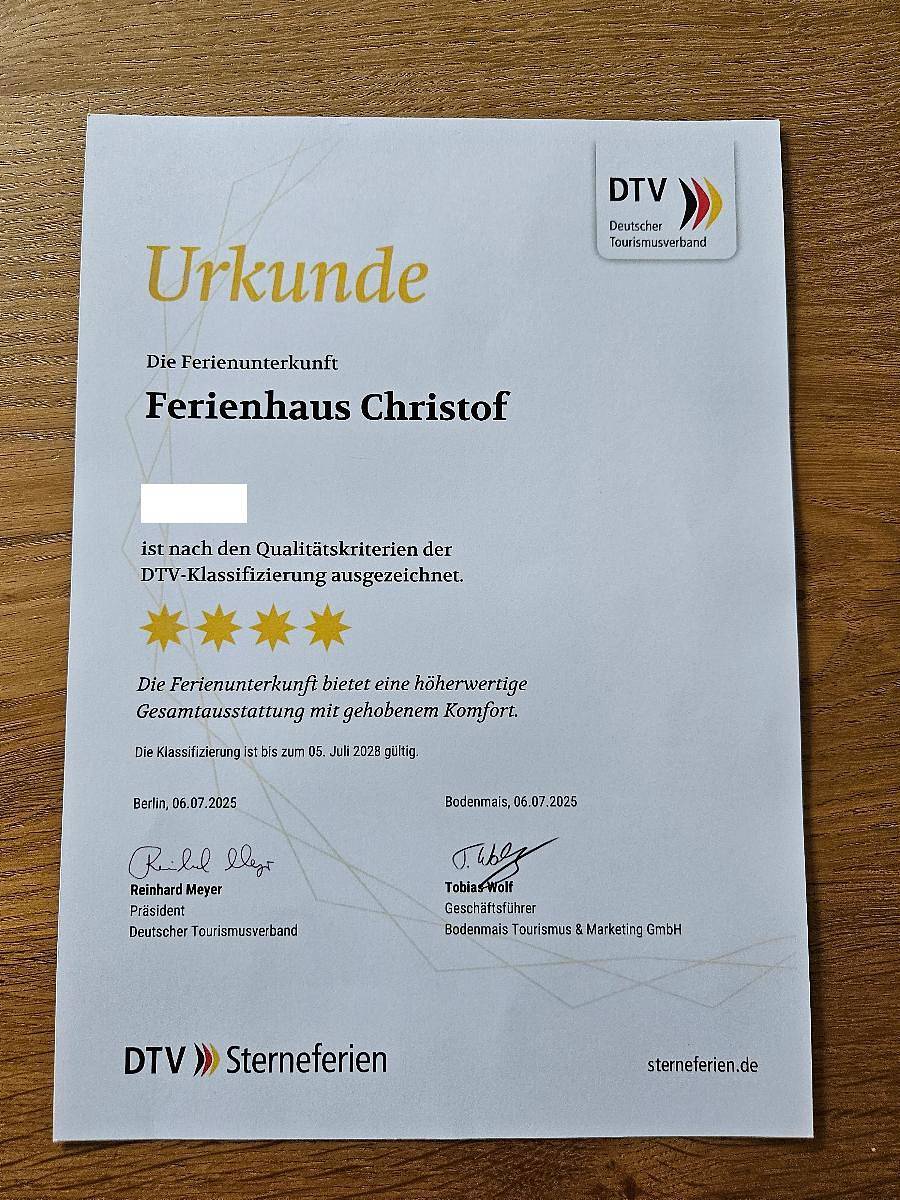 DTV
Deutscher
Tourismusverband
Urkunde
Die Ferienunterkunft
Ferienhaus Christof
ist nach den Qualitätskriterien der
DTV-Klassifizierung ausgezeichnet.
Die Ferienunterkunft bietet eine höherwertige
Gesamtausstattung mit gehobenem Komfort.
Die Klassifizierung ist bis zum 05. Juli 2028 gültig.
Berlin, 06.07.2025
Bodenmais, 06.07.2025
Reinhard Meyer
T. Wolf
Reinhard Meyer
Präsident
Deutscher Tourismusverband
Tobias Wolf
Geschäftsführer
Bodenmais Tourismus & Marketing GmbH
DTV Sterneferien
sterneferien.de